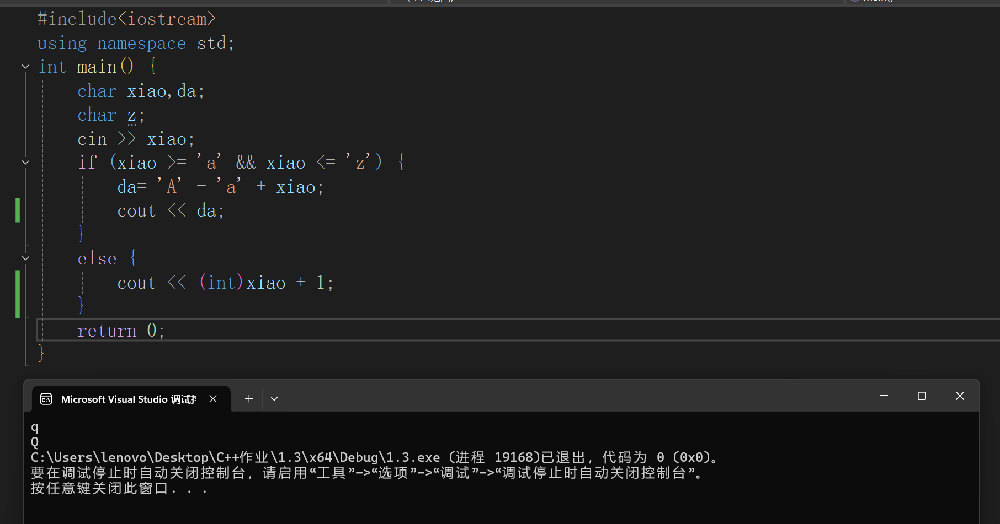 #include<iostream>
using namespace std;
int main() {
char xiao,da;
char z;
cin >> xiao;
if (xiao >= 'a' && xiao <= 'z') {
da= 'A' - 'a' + xiao;
cout << da;
}
else {
cout << (int)xiao + 1;
}
return 0;
}
Microsoft Visual Studio 调试
q
Q
C:\Users\lenovo\Desktop\C++作业\1.3\x64\Debug\1.3.exe (进程 19168)已退出，代码为 0 (0x0)。
要在调试停止时自动关闭控制台，请启用“工具”->“选项”->“调试”->“调试停止时自动关闭控制台”。
按任意键关闭此窗口. . .